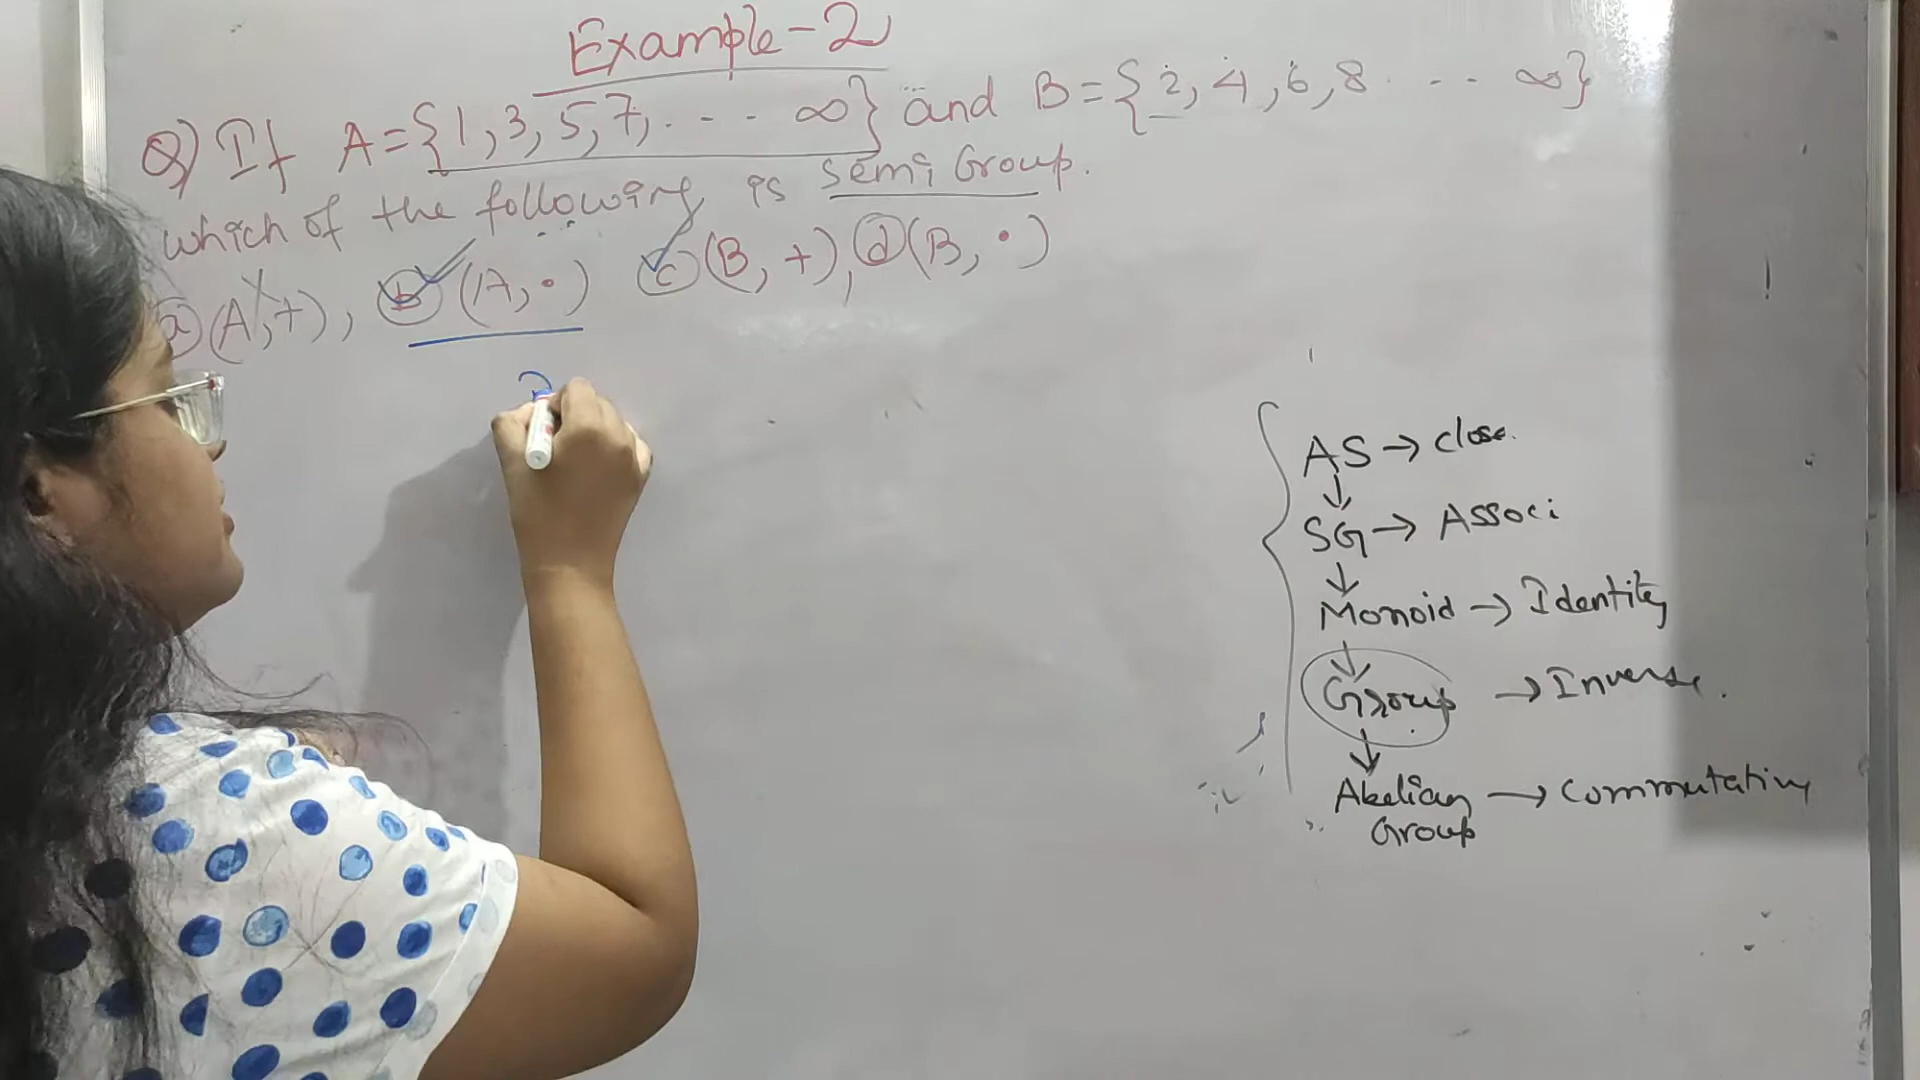 Example-2
Q) If A={1,3,5,7,. - - - ∞} and B={2,4,6,8 . - - ∞}
which of the following is semi Group.
a) (A,+), b) (A, •) c) (B, +), d) (B, •)
AS → close.
↓
SG → Associ
↓
Monoid → Identity
↓
Group → Inverse.
↓
Abelian → Commutative
Group